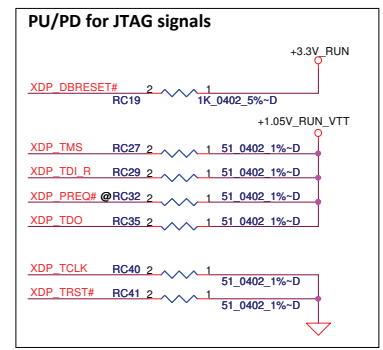 PU/PD for JTAG signals
+3.3V_RUN
XDP_DBRESET# 2 1
RC19 1K_0402_5%~D
+1.05V_RUN_VTT
XDP_TMS RC27 2 1 51_0402_1%~D
XDP_TDI_R RC29 2 1 51_0402_1%~D
XDP_PREQ# @RC32 2 1 51_0402_1%~D
XDP_TDO RC35 2 1 51_0402_1%~D
XDP_TCLK RC40 2 1
51_0402_1%~D
XDP_TRST# RC41 2 1
51_0402_1%~D